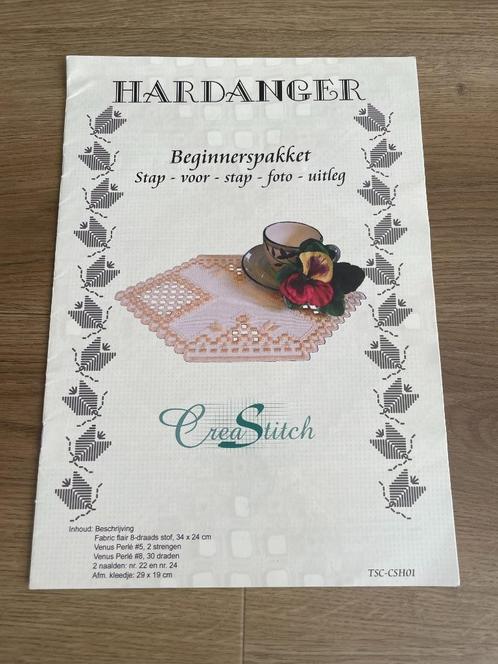 HARDANGER
Beginnerspakket
Stap - voor - stap - foto - uitleg
CreaStitch
Inhoud: Beschrijving
Fabric flair 8-draads stof, 34 x 24 cm
Venus Perlé #5, 2 strengen
Venus Perlé #8, 30 draden
2 naalden: nr. 22 en nr. 24
Afm. kleedje: 29 x 19 cm
TSC-CSH01